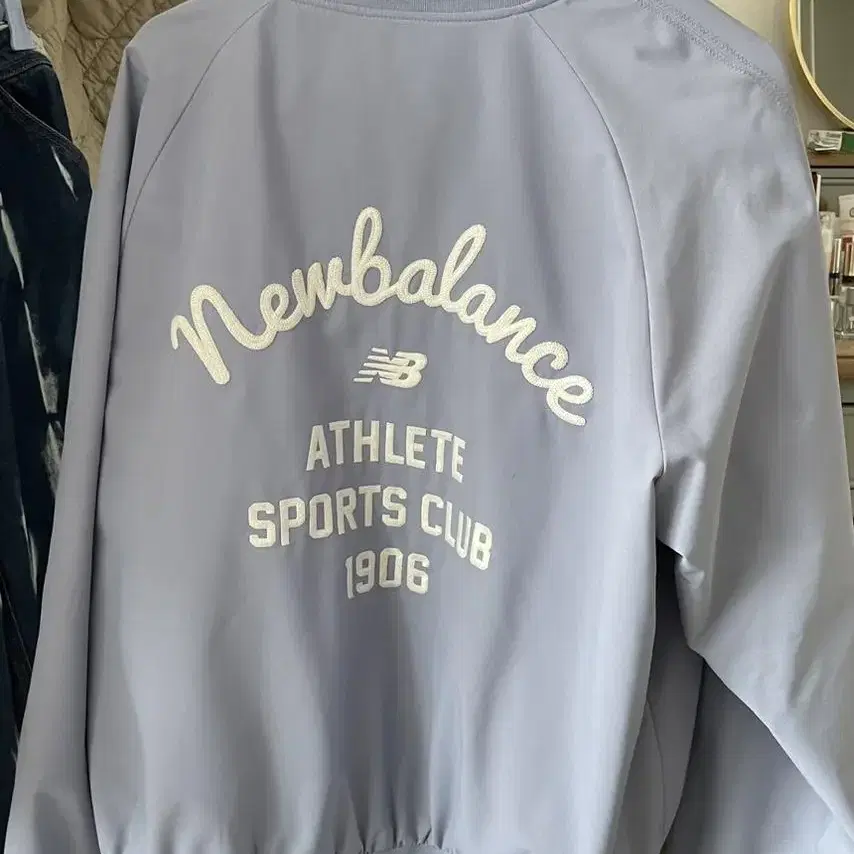 Newbalance
NB
ATHLETE
SPORTS CLUB
1906